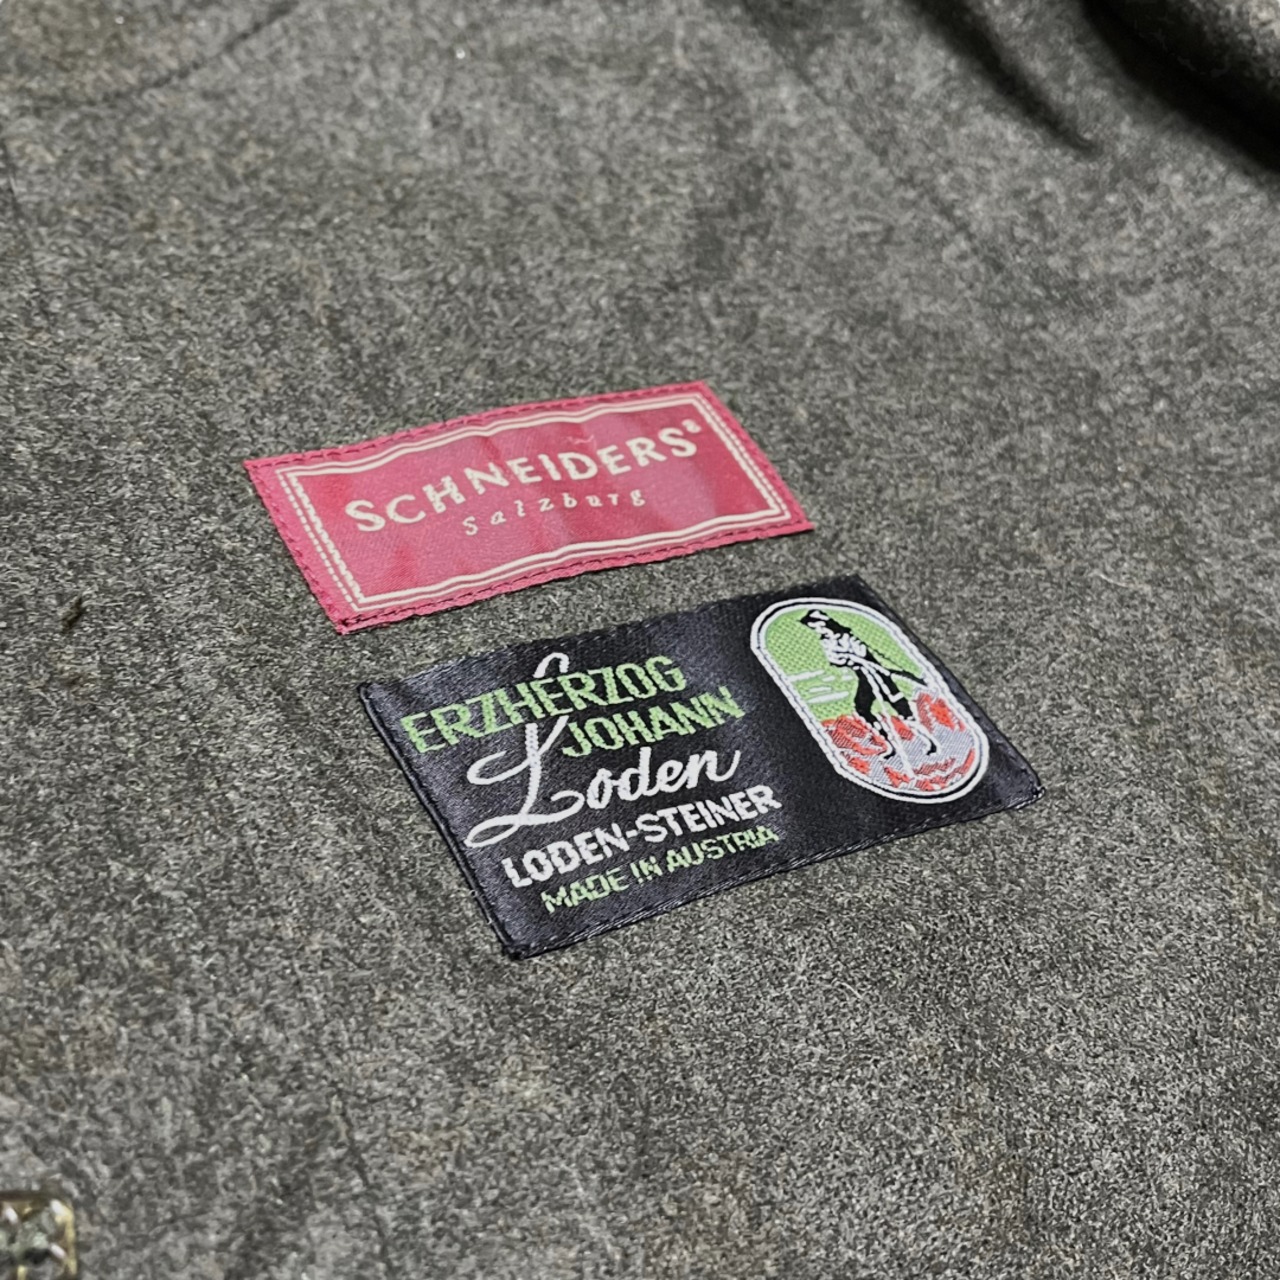 SCHNEIDERS
Salzburg
ERZHERZOG
JOHANN
Loden
LODEN-STEINER
MADE IN AUSTRIA